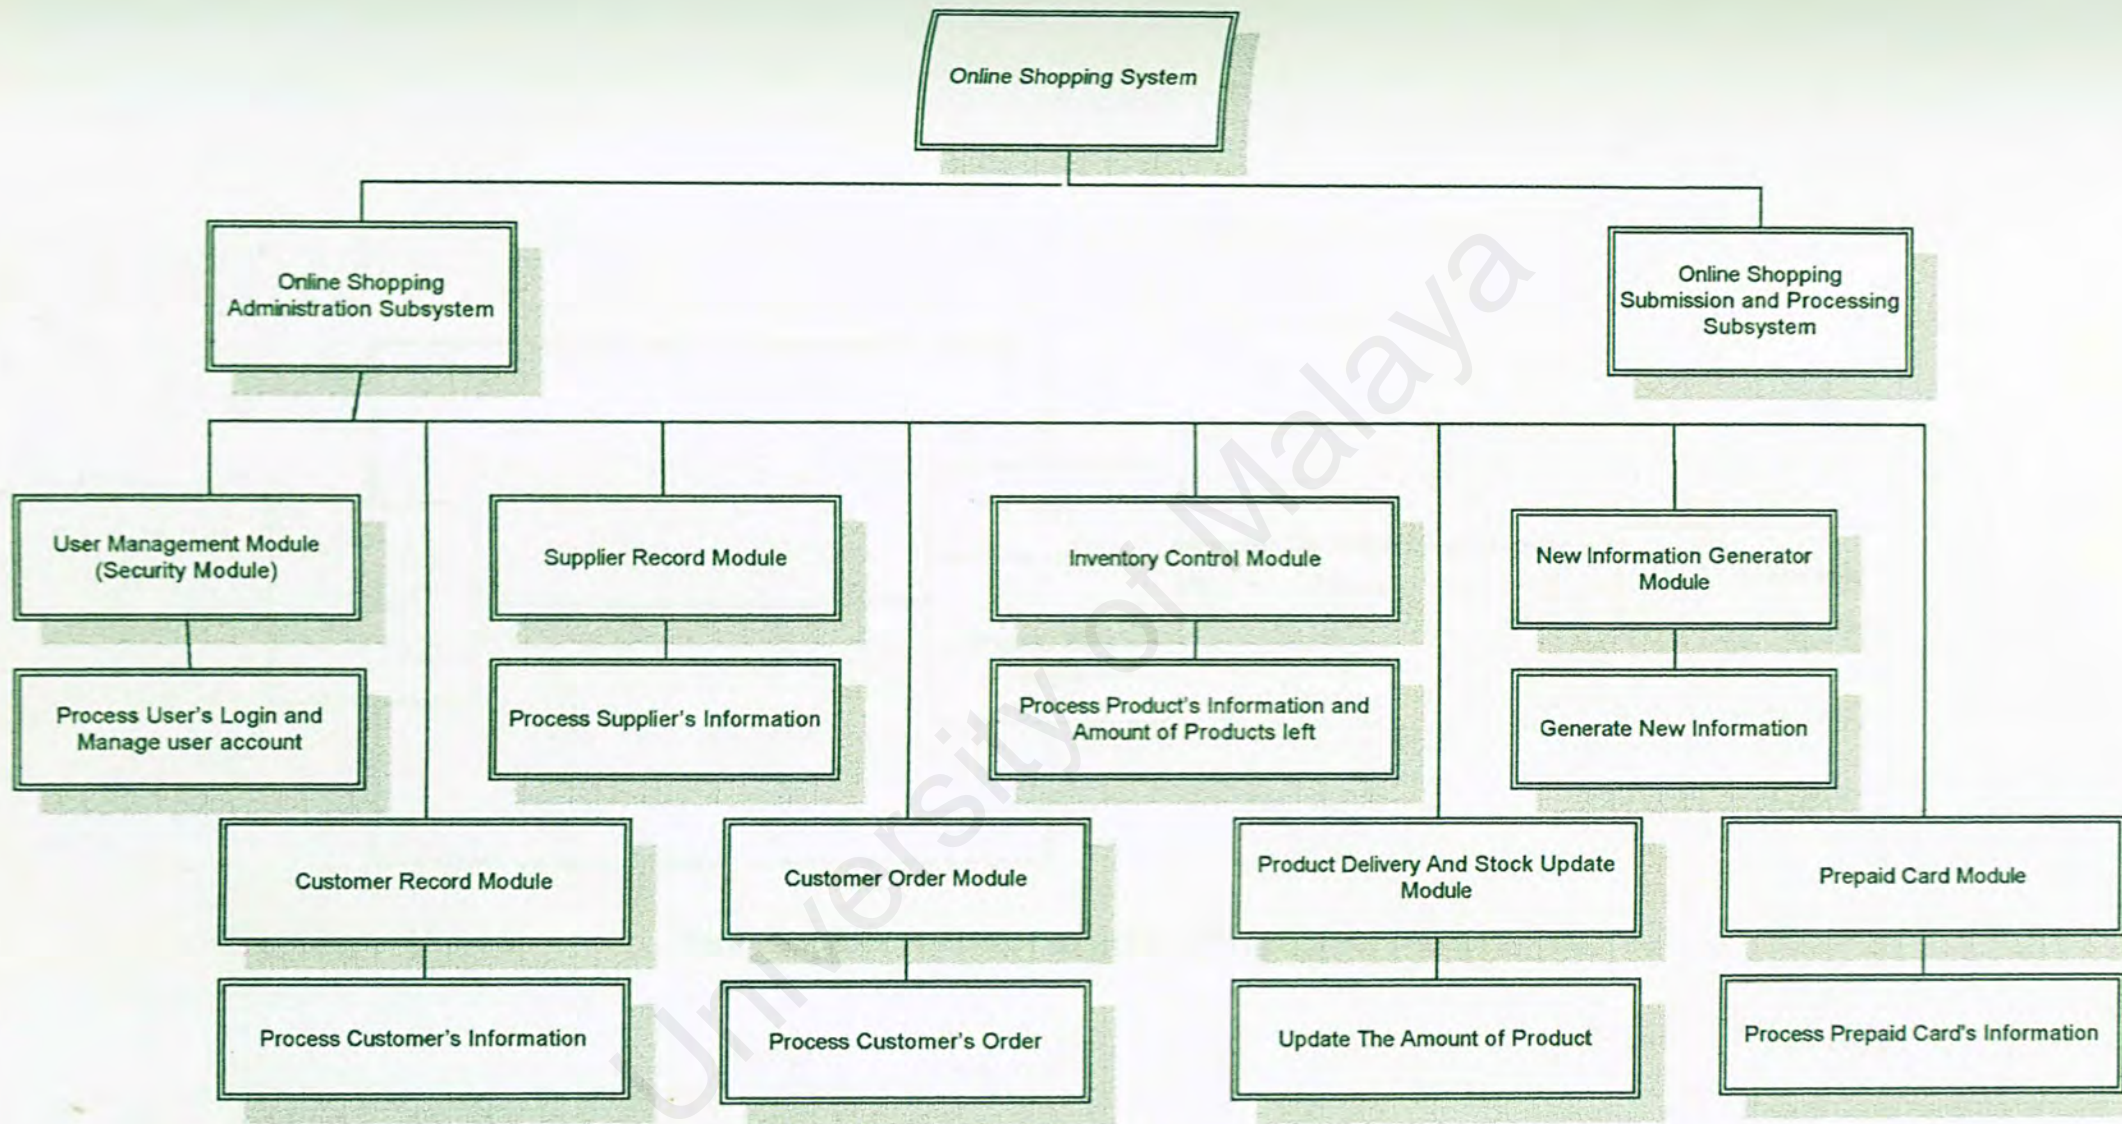 Online Shopping System
Online Shopping
Administration Subsystem
Online Shopping
Submission and Processing
Subsystem
User Management Module
(Security Module)
Supplier Record Module
Inventory Control Module
New Information Generator
Module
Process User's Login and
Manage user account
Process Supplier's Information
Process Product's Information and
Amount of Products left
Generate New Information
Customer Record Module
Customer Order Module
Product Delivery And Stock Update
Module
Prepaid Card Module
Process Customer's Information
Process Customer's Order
Update The Amount of Product
Process Prepaid Card's Information
University of Malaya